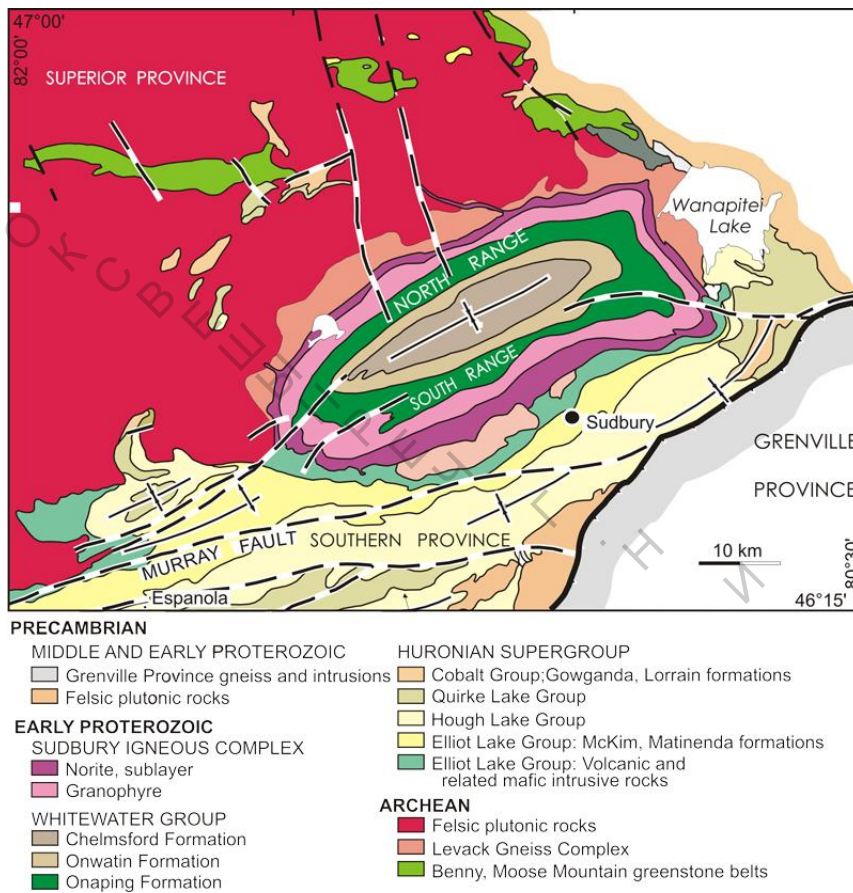 47°00'
82°00'
SUPERIOR PROVINCE
Wanapitei
Lake
NORTH RANGE
SOUTH RANGE
Sudbury
GRENVILLE
PROVINCE
MURRAY FAULT
SOUTHERN PROVINCE
10 km
Espanola
80°30'
46°15'
PRECAMBRIAN
MIDDLE AND EARLY PROTEROZOIC
Grenville Province gneiss and intrusions
Felsic plutonic rocks
EARLY PROTEROZOIC
SUDBURY IGNEOUS COMPLEX
Norite, sublayer
Granophyre
WHITEWATER GROUP
Chelmsford Formation
Onwatin Formation
Onaping Formation
HURONIAN SUPERGROUP
Cobalt Group;Gowganda, Lorrain formations
Quirke Lake Group
Hough Lake Group
Elliot Lake Group: McKim, Matinenda formations
Elliot Lake Group: Volcanic and
related mafic intrusive rocks
ARCHEAN
Felsic plutonic rocks
Levack Gneiss Complex
Benny, Moose Mountain greenstone belts